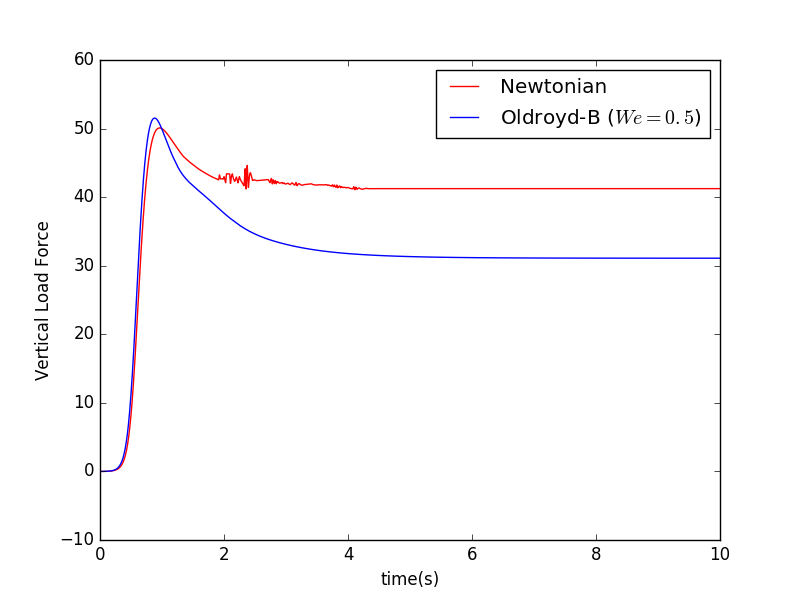 60
50
40
30
20
10
0
−10
0 2 4 6 8 10
Vertical Load Force
time(s)
Newtonian
Oldroyd-B (We = 0.5)